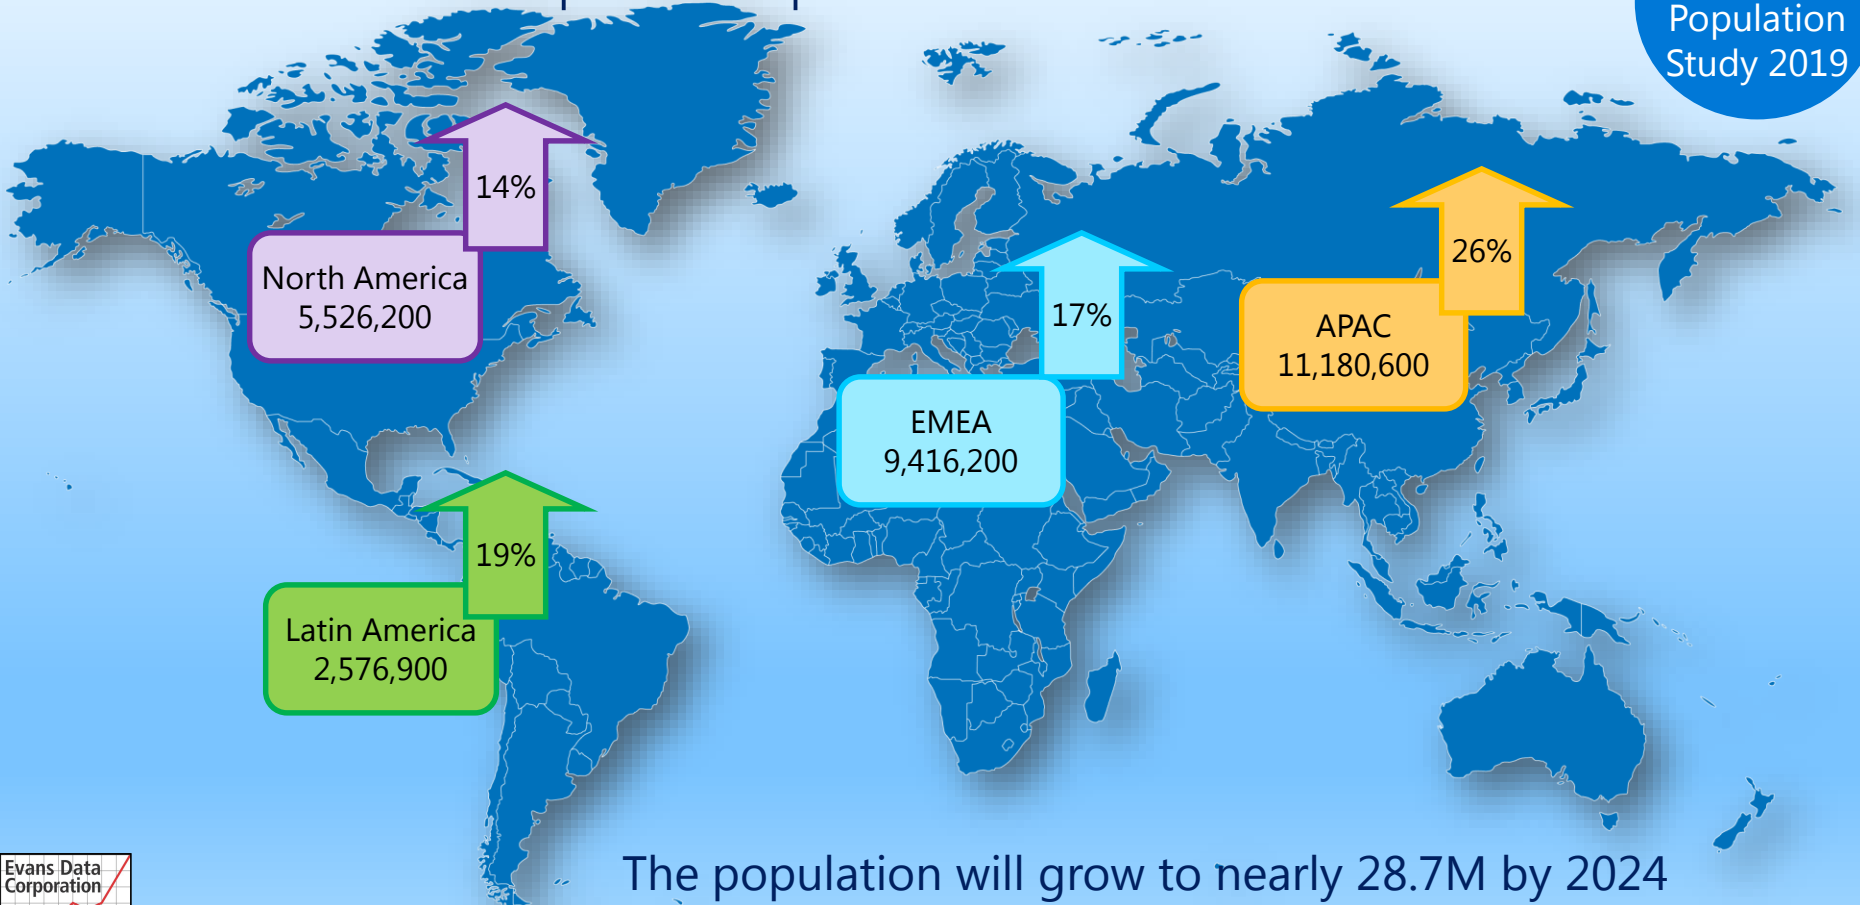 Population
Study 2019
14%
North America
5,526,200
26%
APAC
11,180,600
17%
EMEA
9,416,200
19%
Latin America
2,576,900
The population will grow to nearly 28.7M by 2024
Evans Data
Corporation